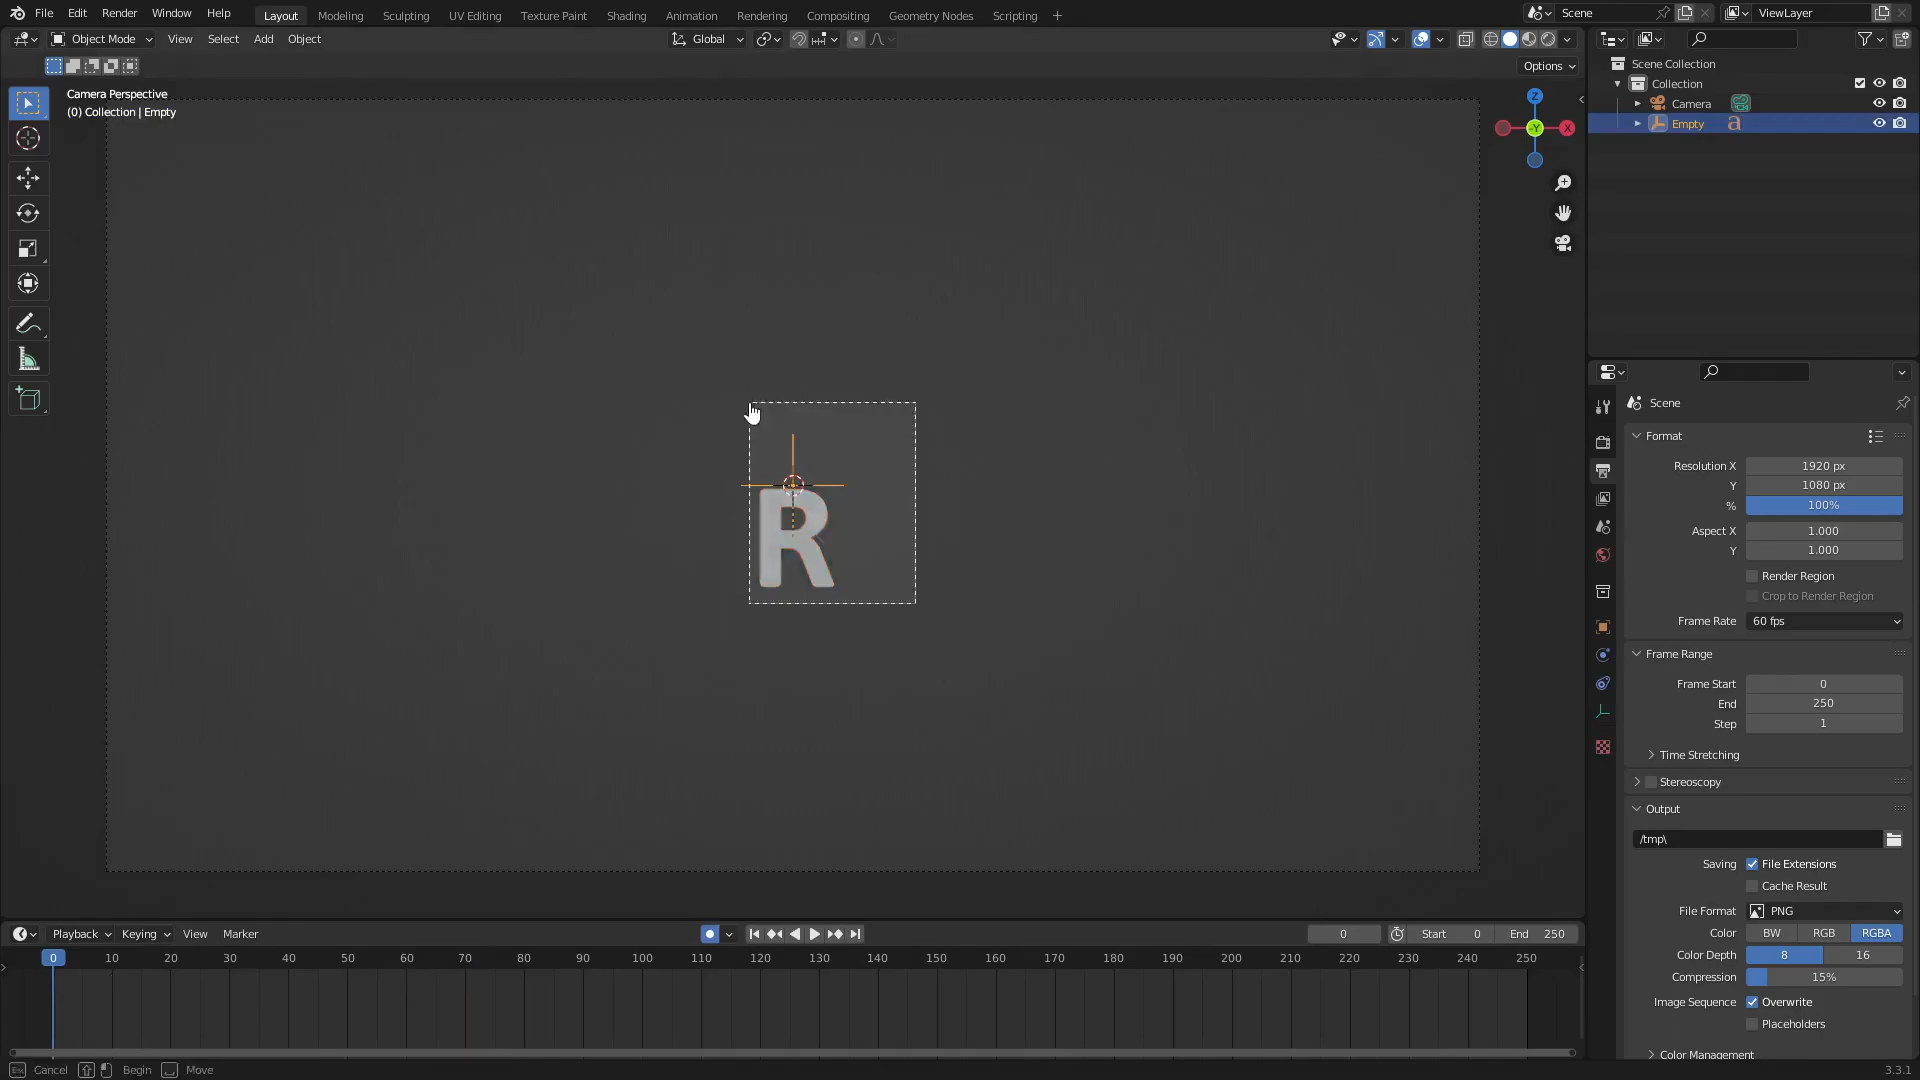 File Edit Render Window Help Layout Modeling Sculpting UV Editing Texture Paint Shading Animation Rendering Compositing Geometry Nodes Scripting Scene ViewLayer
Object Mode View Select Add Object Global
Options
Camera Perspective
(0) Collection | Empty
Z
-Y
X
R
Scene Collection
Collection
Camera
Empty
a
Scene
Format
Resolution X 1920 px
Y 1080 px
% 100%
Aspect X 1.000
Y 1.000
Render Region
Crop to Render Region
Frame Rate 60 fps
Frame Range
Frame Start 0
End 250
Step 1
Time Stretching
Stereoscopy
Output
/tmp\
Saving File Extensions
Cache Result
File Format PNG
Color BW RGB RGBA
Color Depth 8 16
Compression 15%
Image Sequence Overwrite
Placeholders
Color Management
Playback Keying View Marker 0 Start 0 End 250
0 10 20 30 40 50 60 70 80 90 100 110 120 130 140 150 160 170 180 190 200 210 220 230 240 250
Esc Cancel Begin Move 3.3.1